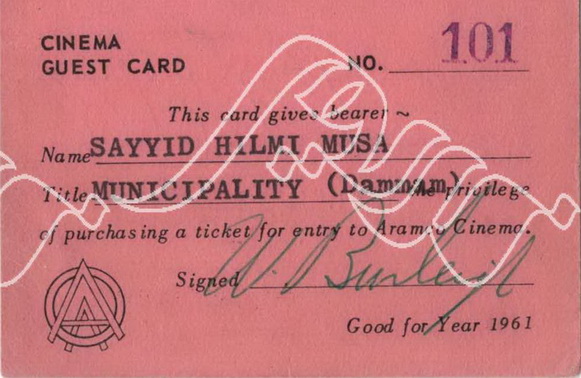 CINEMA
GUEST CARD
NO. 101
This card gives bearer ~
Name SAYYID HILMI MUSA
Title MUNICIPALITY (Dammam) the privilege
of purchasing a ticket for entry to Aramco Cinema.
Signed W. Burleigh
Good for Year 1961